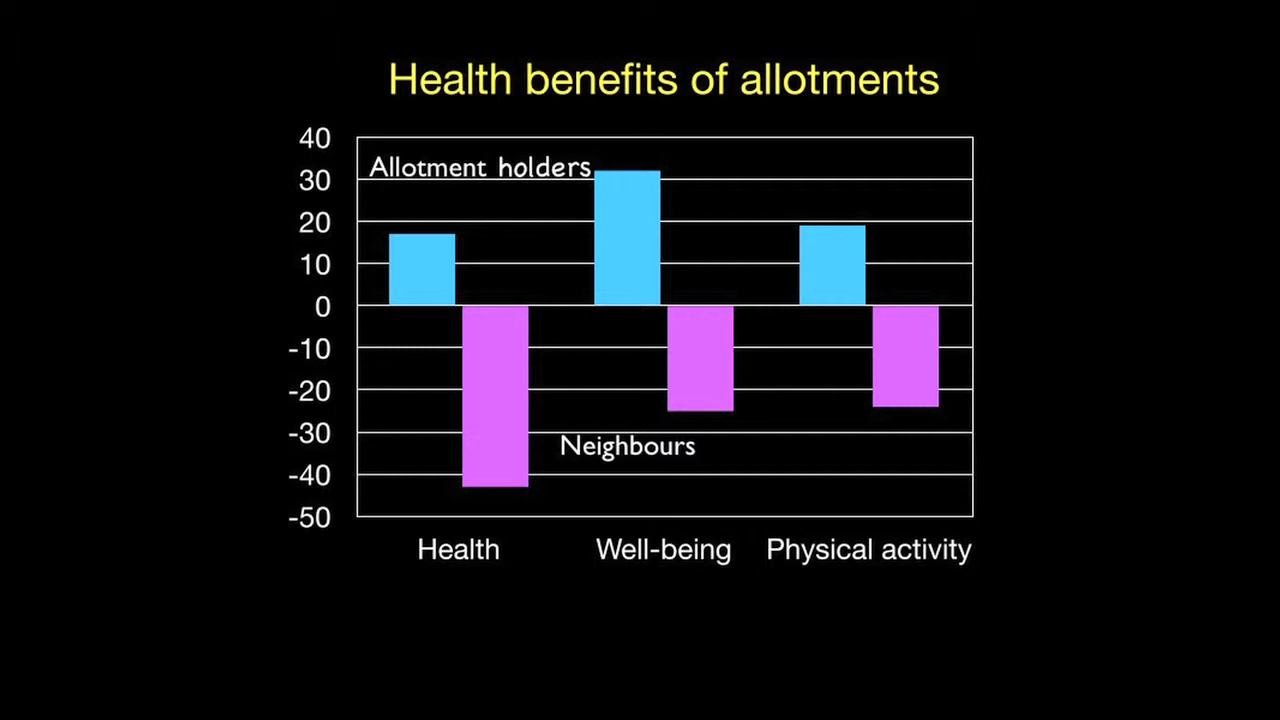 Health benefits of allotments
40
Allotment holders
30
20
10
0
-10
-20
-30
Neighbours
-40
-50
Health Well-being Physical activity